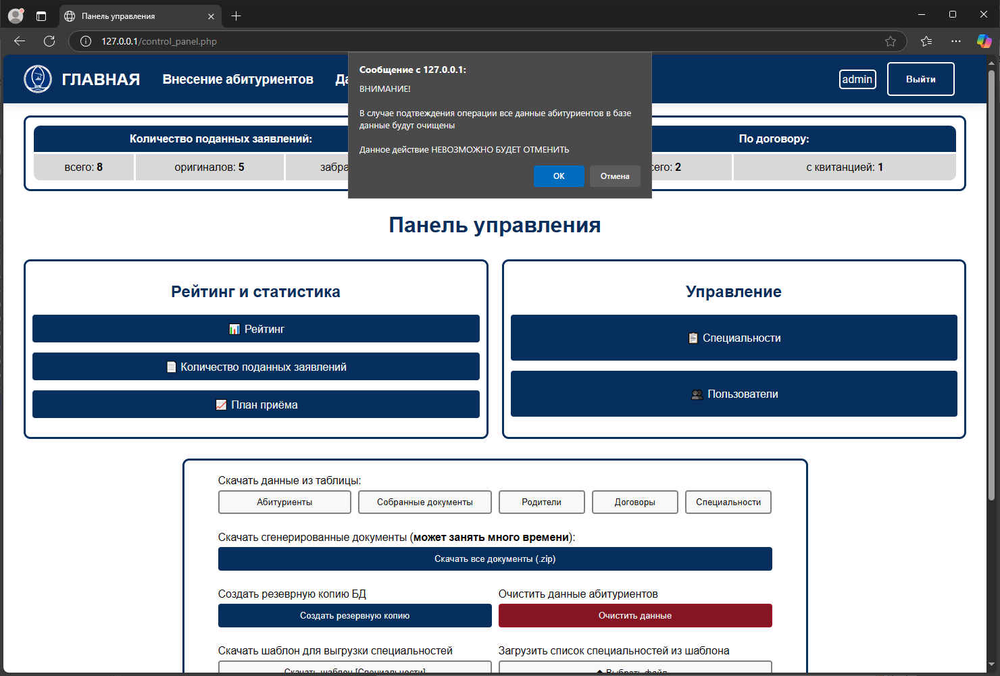 Панель управления
127.0.0.1/control_panel.php
ГЛАВНАЯ
Внесение абитуриентов
Да
admin
Выйти
Сообщение с 127.0.0.1:
ВНИМАНИЕ!
В случае подтвеждения операции все данные абитуриентов в базе
данные будут очищены
Данное действие НЕВОЗМОЖНО БУДЕТ ОТМЕНИТЬ
ОК
Отмена
Количество поданных заявлений:
По договору:
всего: 8
оригиналов: 5
забра
сего: 2
с квитанцией: 1
Панель управления
Рейтинг и статистика
Рейтинг
Количество поданных заявлений
План приёма
Управление
Специальности
Пользователи
Скачать данные из таблицы:
Абитуриенты
Собранные документы
Родители
Договоры
Специальности
Скачать сгенерированные документы (может занять много времени):
Скачать все документы (.zip)
Создать резеврную копию БД
Очистить данные абитуриентов
Создать резервную копию
Очистить данные
Скачать шаблон для выгрузки специальностей
Загрузить список специальностей из шаблона
Скачать шаблон [Специальности]
Выбрать файл